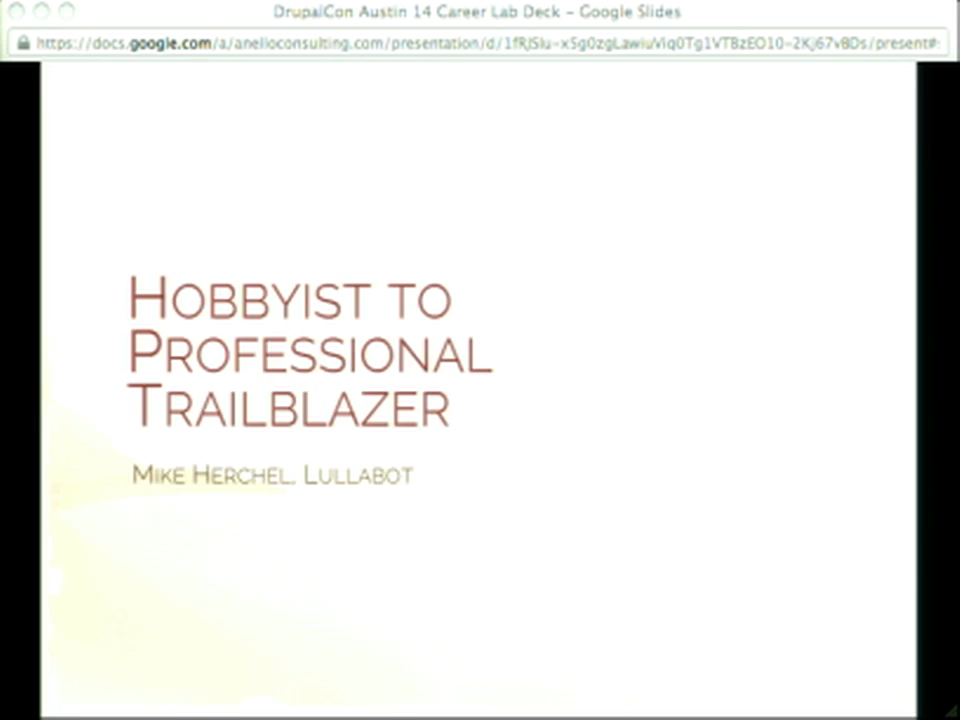 DrupalCon Austin 14 Career Lab Deck – Google Slides
HOBBYIST TO
PROFESSIONAL
TRAILBLAZER
MIKE HERCHEL, LULLABOT